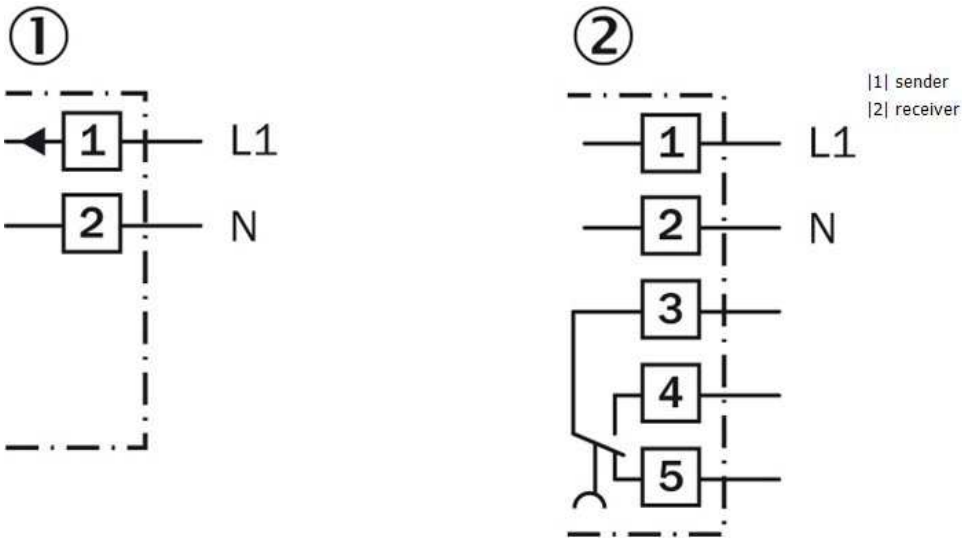 ① ②
|1| sender
|2| receiver
1 L1
2 N
1 L1
2 N
3
4
5